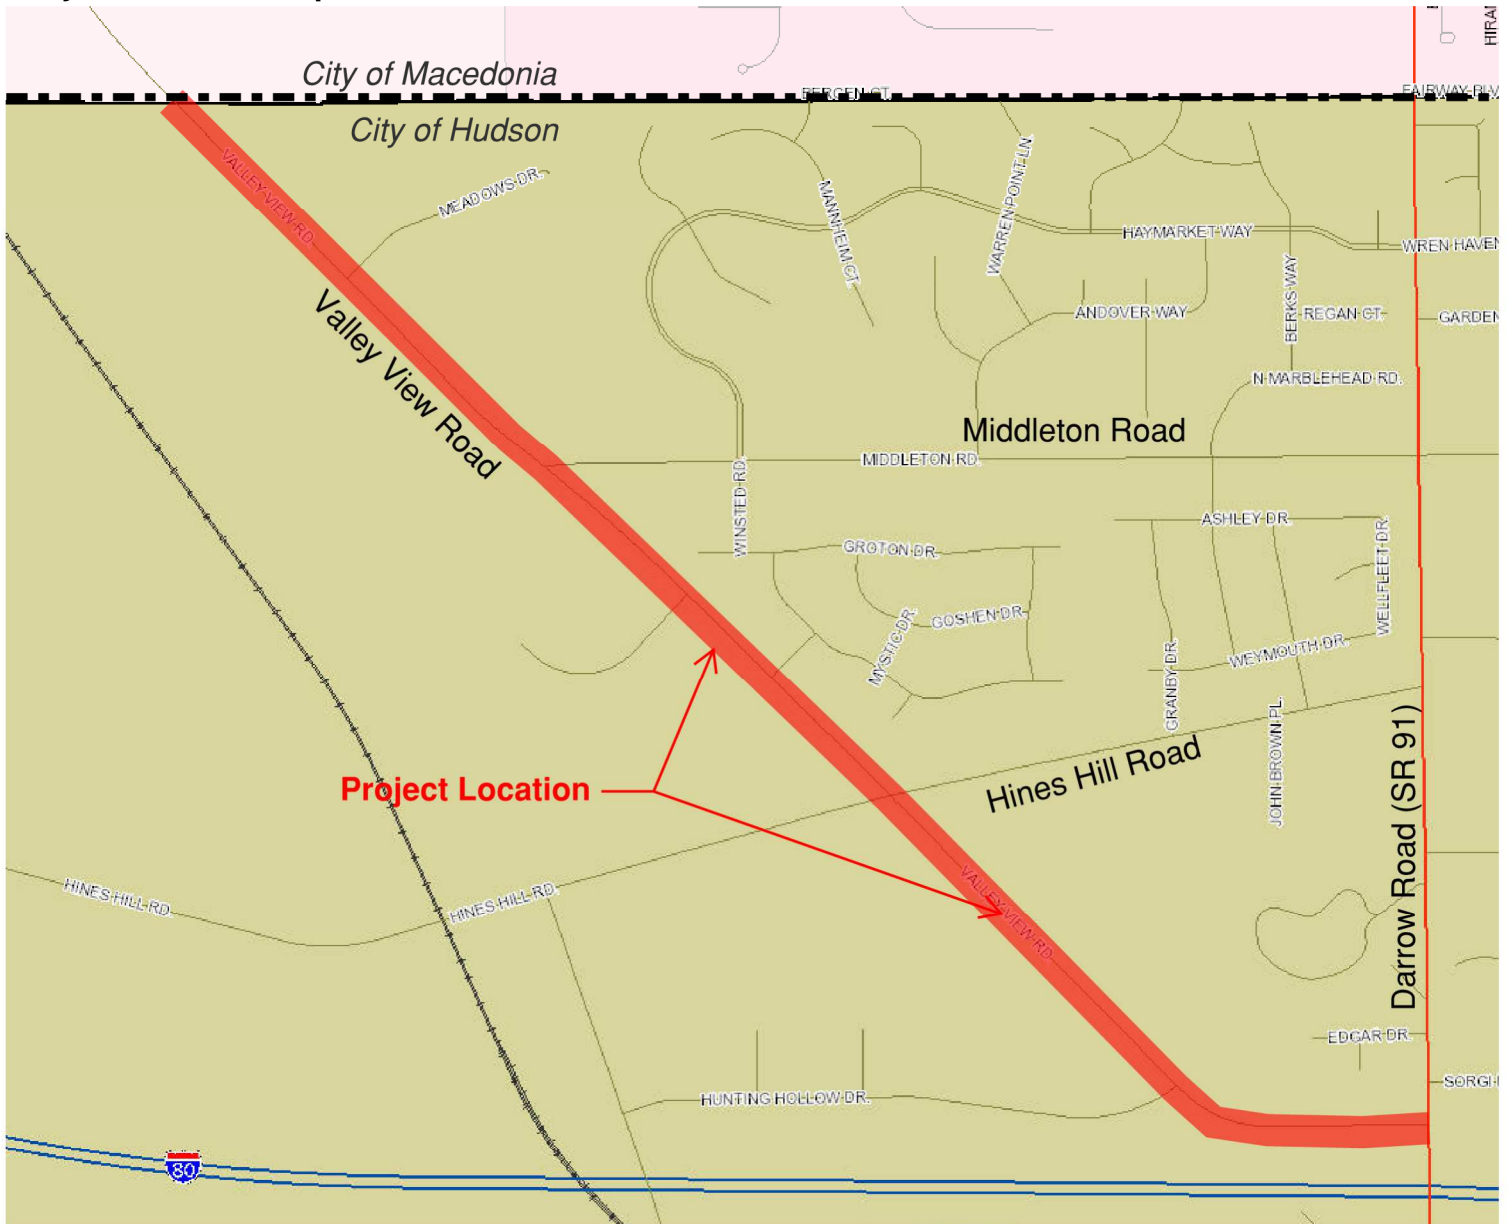 City of Macedonia
BERGEN CT.
FAIRWAY BLV
City of Hudson
VALLEY VIEW RD.
MEADOWS DR.
MANNHEIM CT.
WARREN POINT LN.
HAYMARKET WAY
WREN HAVEN
BERKS WAY
ANDOVER WAY
REGAN CT.
GARDEN
Valley View Road
N MARBLEHEAD RD.
Middleton Road
MIDDLETON RD.
WINSTED RD.
ASHLEY DR.
WELLFLEET DR.
GROTON DR.
GOSHEN DR.
MYSTIC DR.
GRANBY DR.
WEYMOUTH DR.
JOHN BROWN PL.
Hines Hill Road
Darrow Road (SR 91)
Project Location
HINES HILL RD.
HINES HILL RD.
VALLEY VIEW RD.
EDGAR DR.
SORGI
HUNTING HOLLOW DR.
80